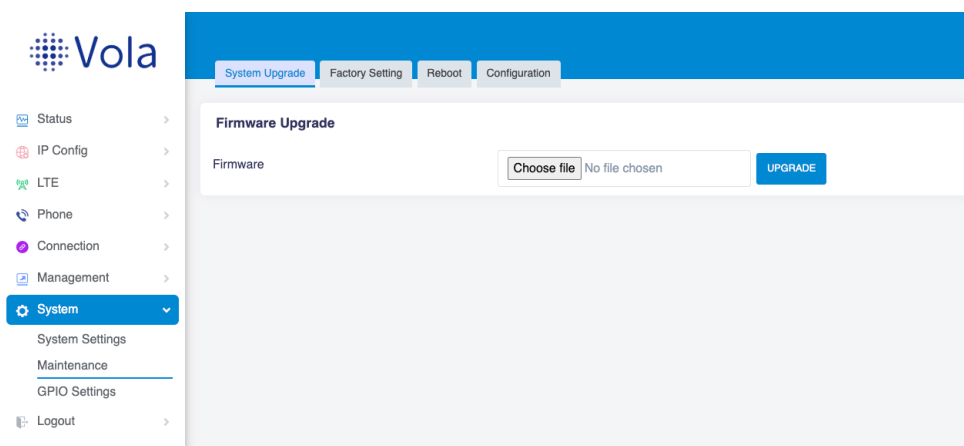 Vola
System Upgrade Factory Setting Reboot Configuration
Status
IP Config
LTE
Phone
Connection
Management
System
System Settings
Maintenance
GPIO Settings
Logout
Firmware Upgrade
Firmware Choose file No file chosen UPGRADE